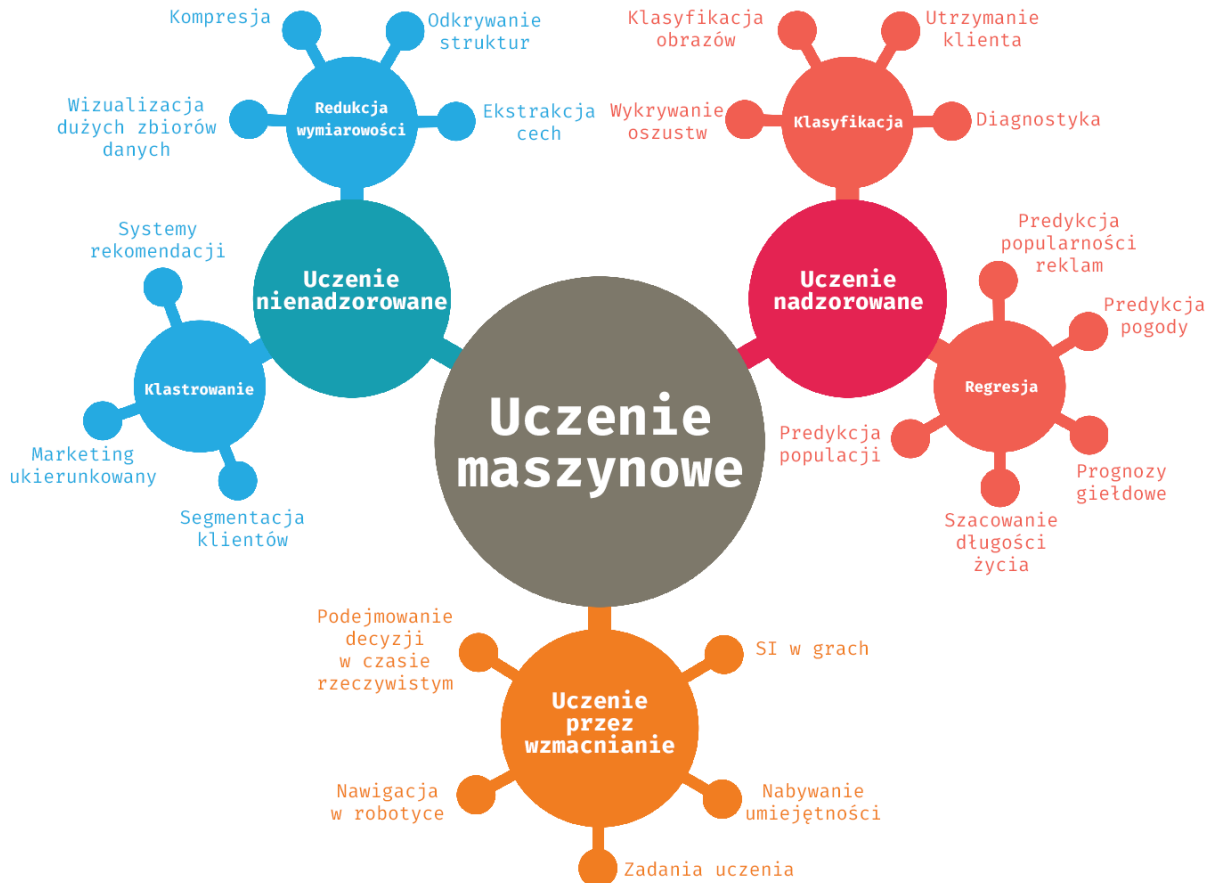 Kompresja
Odkrywanie
struktur
Wizualizacja
dużych zbiorów
danych
Redukcja
wymiarowości
Ekstrakcja
cech
Klasyfikacja
obrazów
Utrzymanie
klienta
Wykrywanie
oszustw
Klasyfikacja
Diagnostyka
Systemy
rekomendacji
Uczenie
nienadzorowane
Klastrowanie
Marketing
ukierunkowany
Segmentacja
klientów
Uczenie
nadzorowane
Predykcja
popularności
reklam
Predykcja
pogody
Regresja
Predykcja
populacji
Prognozy
giełdowe
Szacowanie
długości
życia
Uczenie
maszynowe
Podejmowanie
decyzji
w czasie
rzeczywistym
SI w grach
Uczenie
przez
wzmacnianie
Nawigacja
w robotyce
Nabywanie
umiejętności
Zadania uczenia